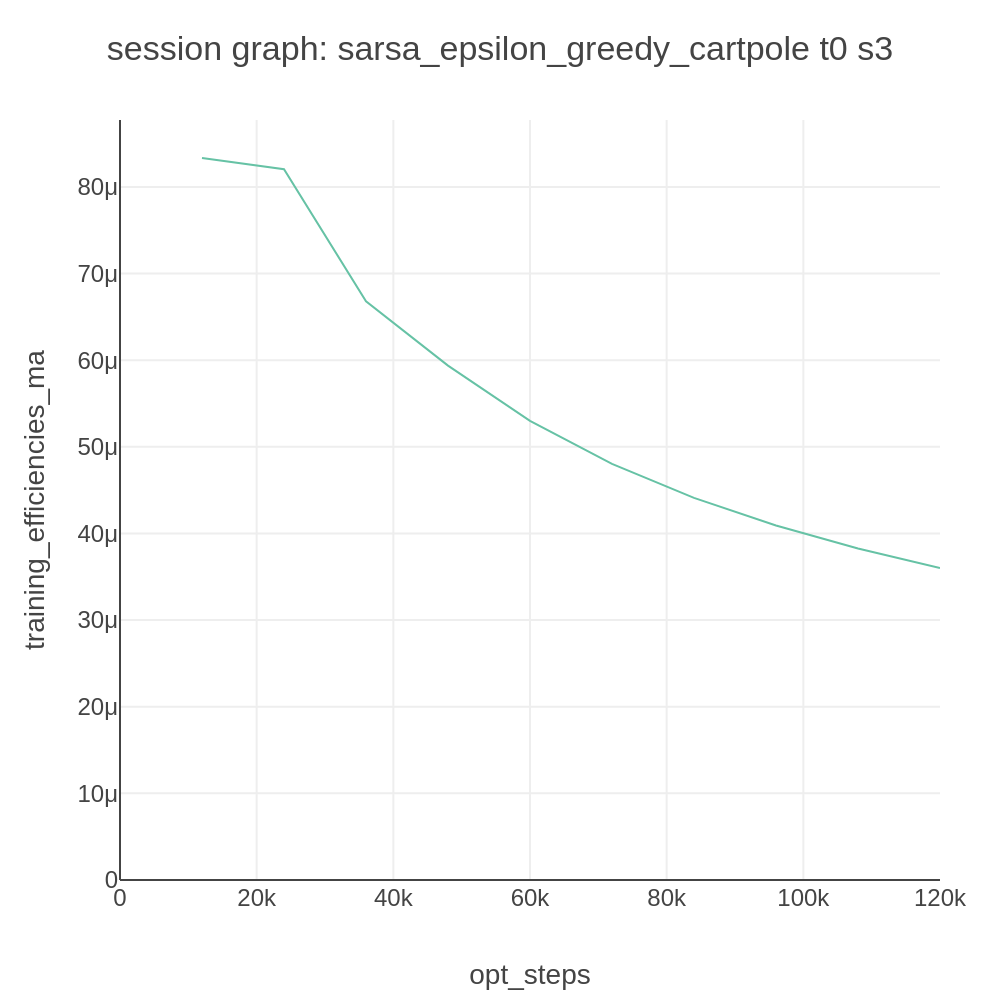 session graph: sarsa_epsilon_greedy_cartpole t0 s3
80μ
70μ
60μ
50μ
40μ
30μ
20μ
10μ
0
training_efficiencies_ma
0 20k 40k 60k 80k 100k 120k
opt_steps